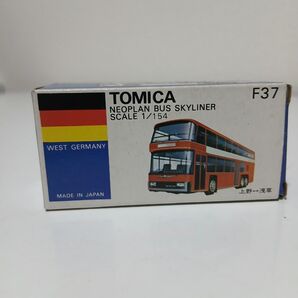 TOMICA
NEOPLAN BUS SKYLINER
SCALE 1/154
F37
WEST GERMANY
MADE IN JAPAN
上野↔浅草